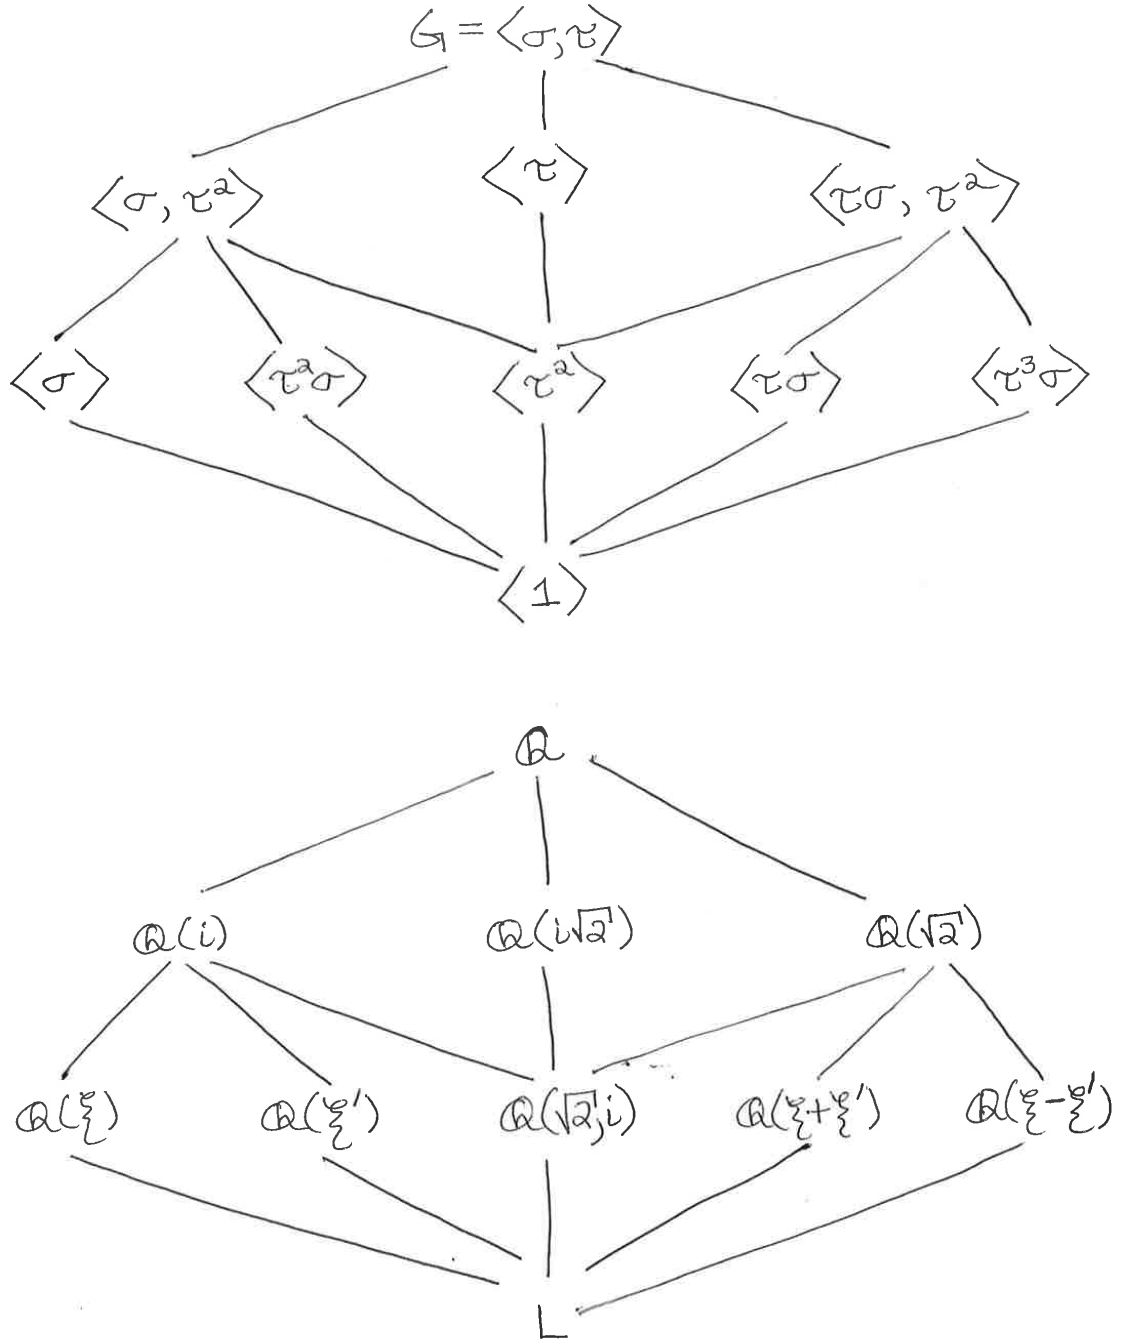 G = ⟨σ, τ⟩
⟨σ, τ²⟩ ⟨τ⟩ ⟨τσ, τ²⟩
⟨σ⟩ ⟨τ²σ⟩ ⟨τ²⟩ ⟨τσ⟩ ⟨τ³σ⟩
⟨1⟩
ℚ
ℚ(i) ℚ(i√2) ℚ(√2)
ℚ(ξ) ℚ(ξ') ℚ(√2, i) ℚ(ξ+ξ') ℚ(ξ-ξ')
L